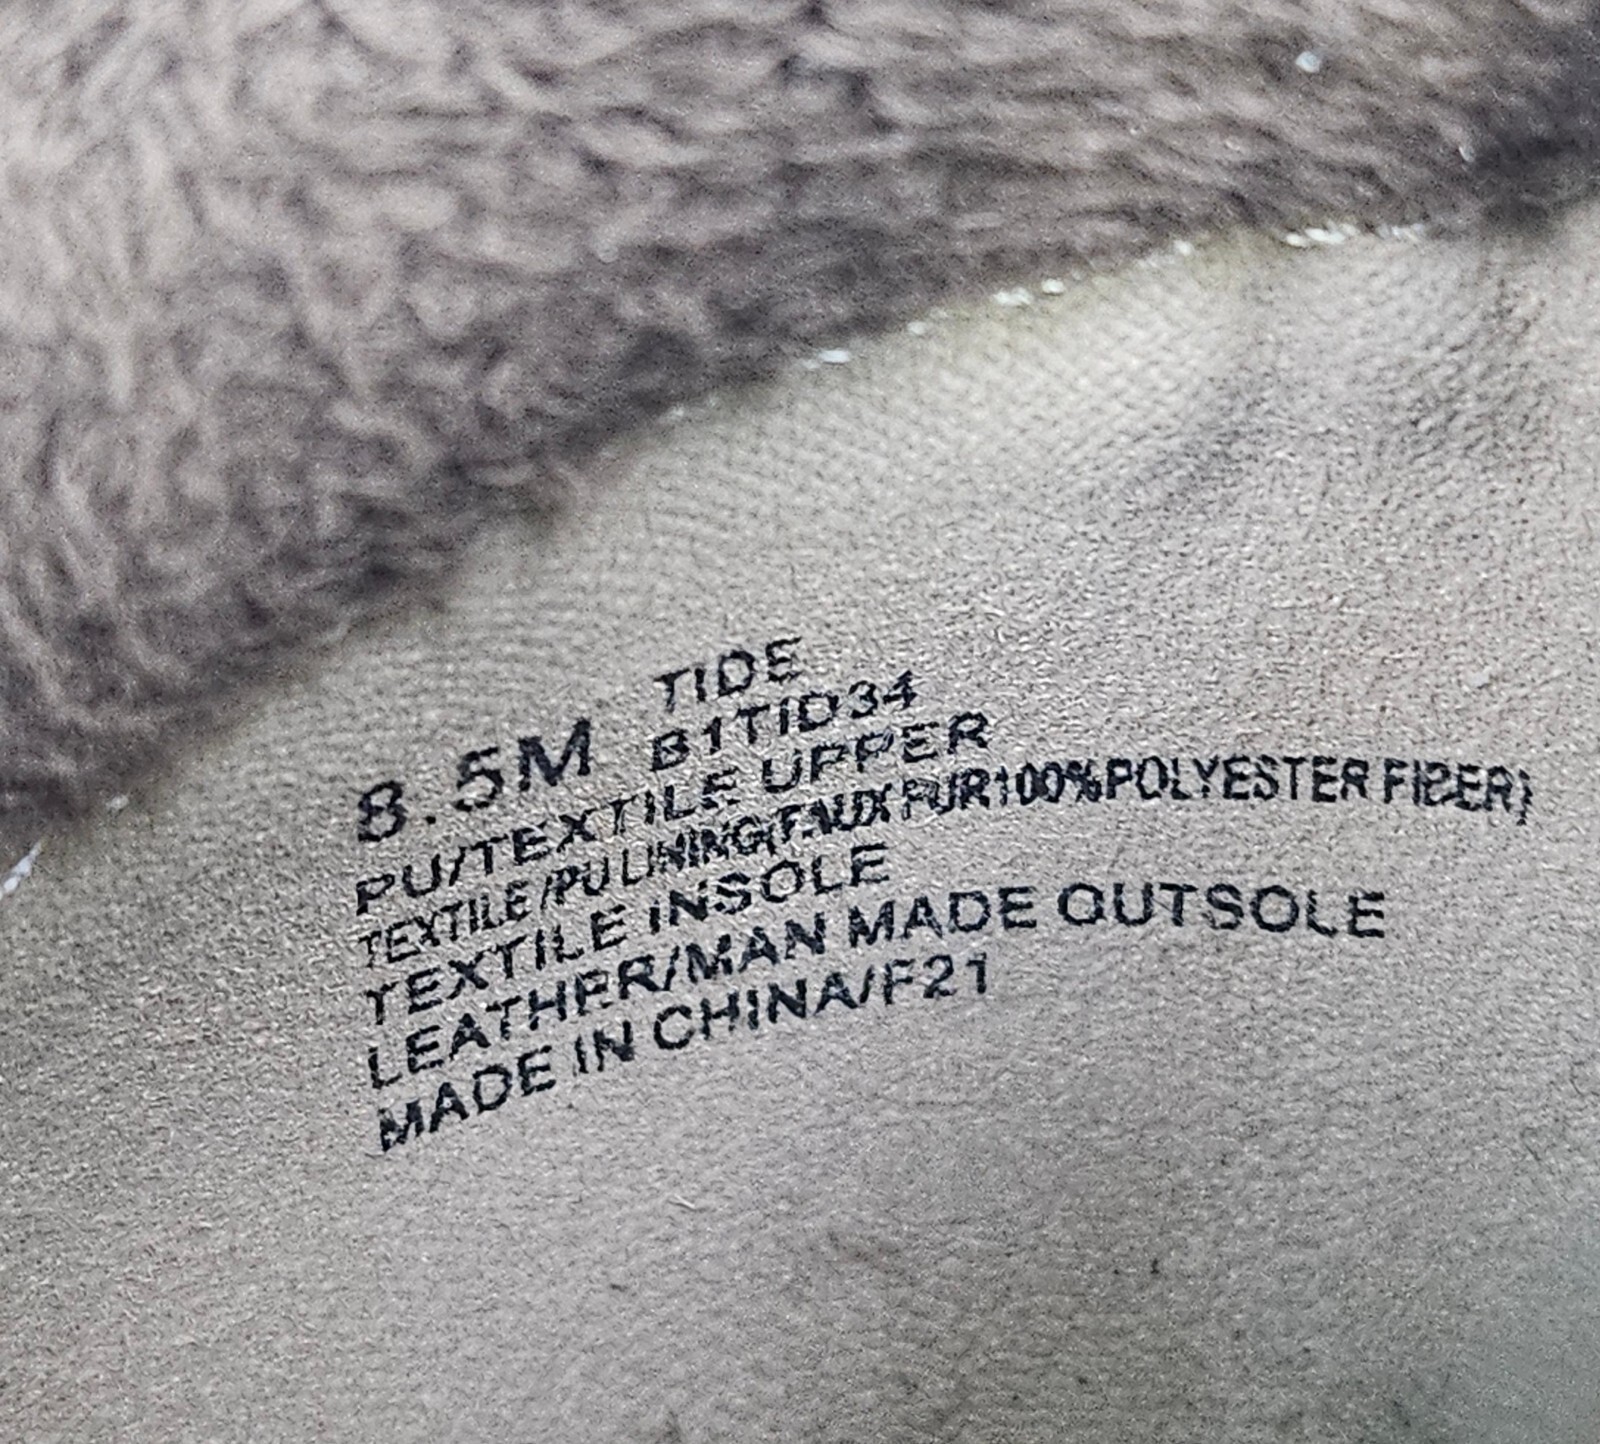 TIDE
8.5M B1TID34
PU/TEXTILE UPPER
TEXTILE/PU LINING(FAUX FUR100%POLYESTER FIBER)
TEXTILE INSOLE
LEATHER/MAN MADE OUTSOLE
MADE IN CHINA/F21